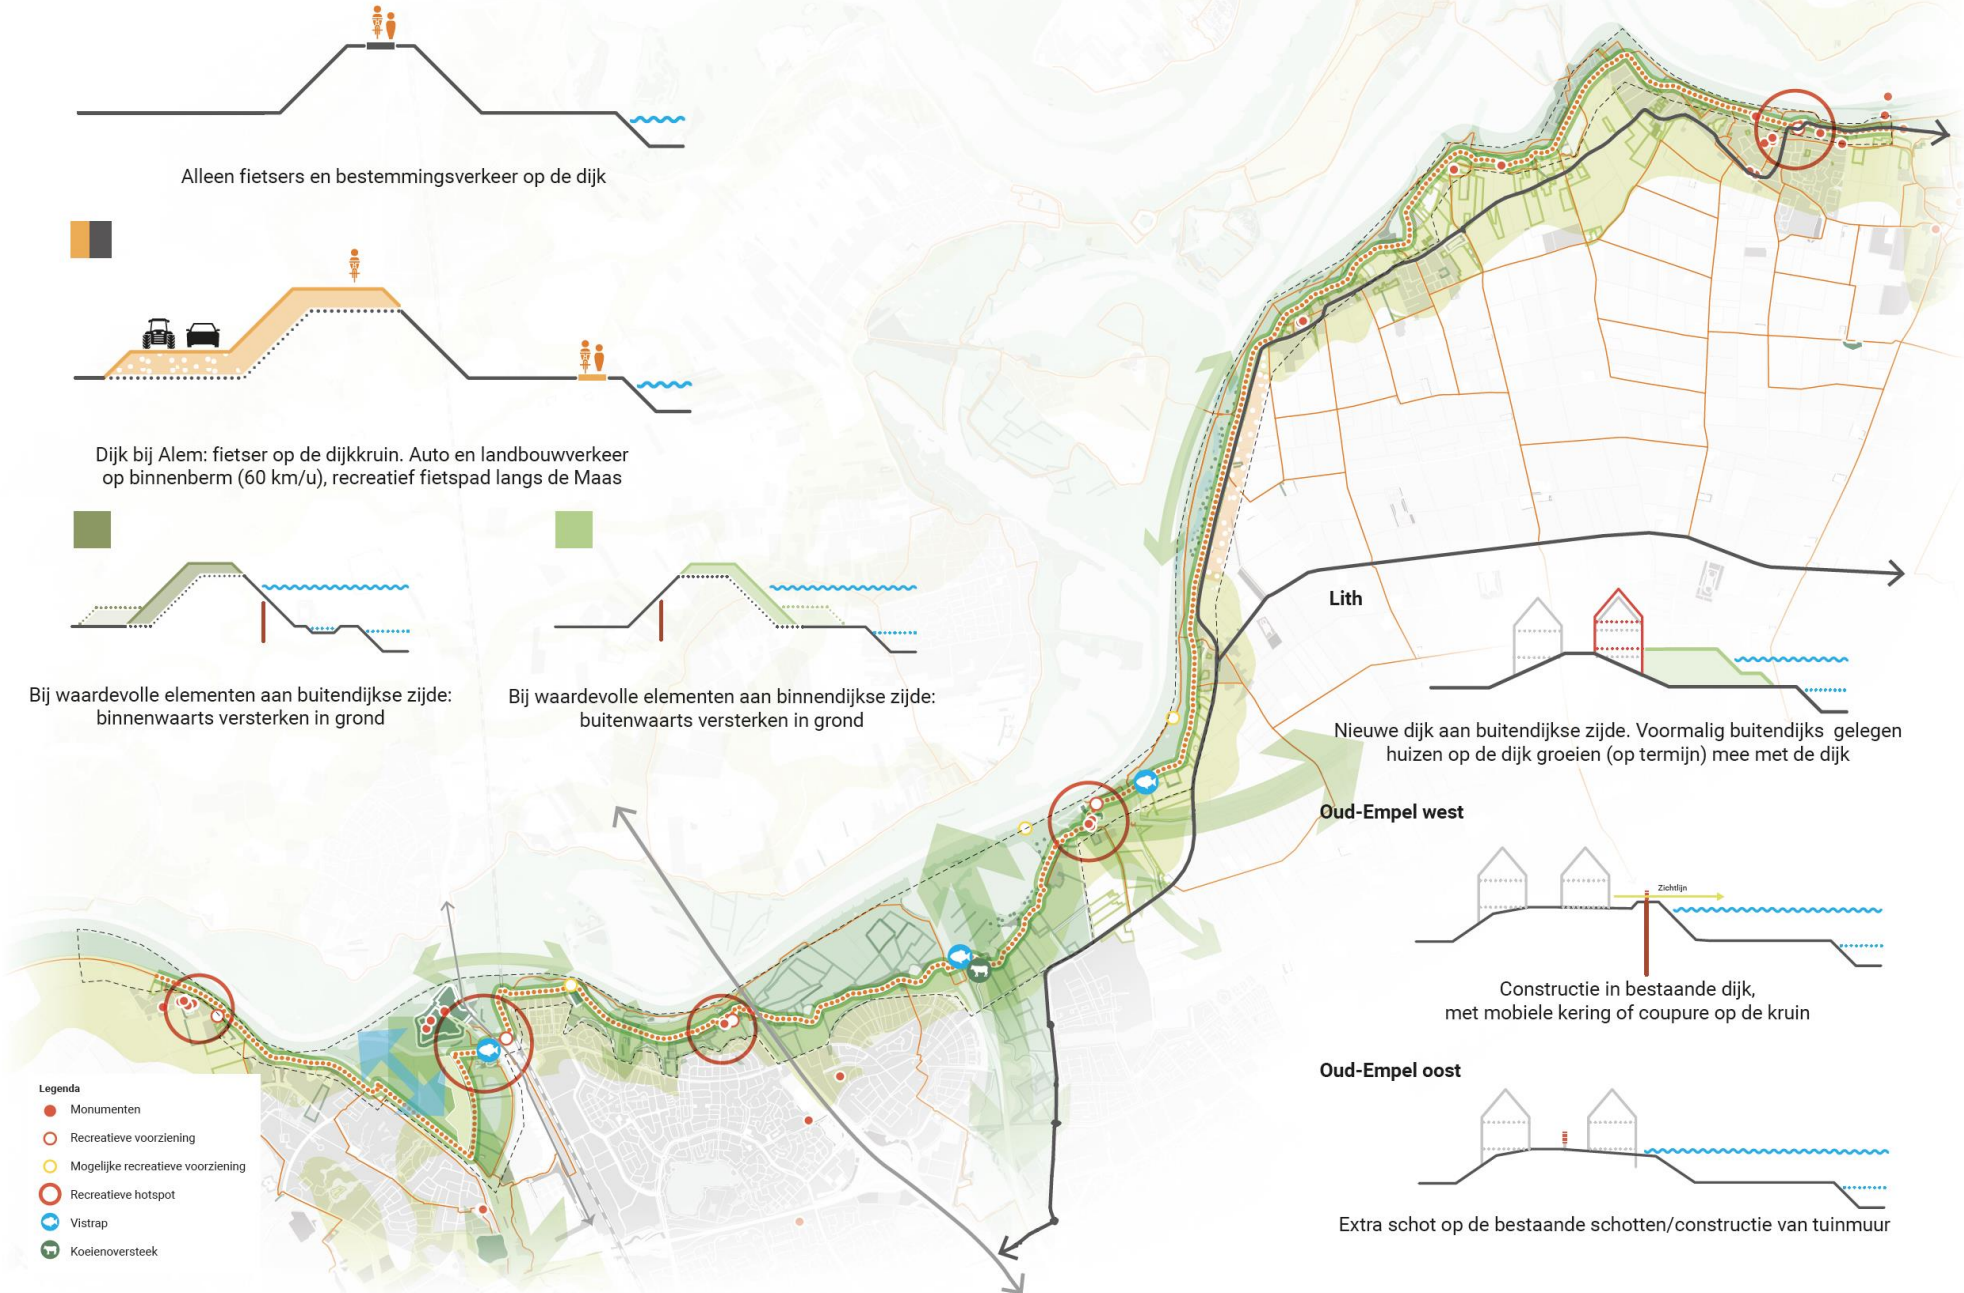 Alleen fietsers en bestemmingsverkeer op de dijk
Dijk bij Alem: fietser op de dijkkruin. Auto en landbouwverkeer
op binnenberm (60 km/u), recreatief fietspad langs de Maas
Bij waardevolle elementen aan buitendijkse zijde:
binnenwaarts versterken in grond
Bij waardevolle elementen aan binnendijkse zijde:
buitenwaarts versterken in grond
Lith
Nieuwe dijk aan buitendijkse zijde. Voormalig buitendijks gelegen
huizen op de dijk groeien (op termijn) mee met de dijk
Oud-Empel west
Zichtlijn
Constructie in bestaande dijk,
met mobiele kering of coupure op de kruin
Oud-Empel oost
Extra schot op de bestaande schotten/constructie van tuinmuur
Legenda
Monumenten
Recreatieve voorziening
Mogelijke recreatieve voorziening
Recreatieve hotspot
Vistrap
Koeienoversteek